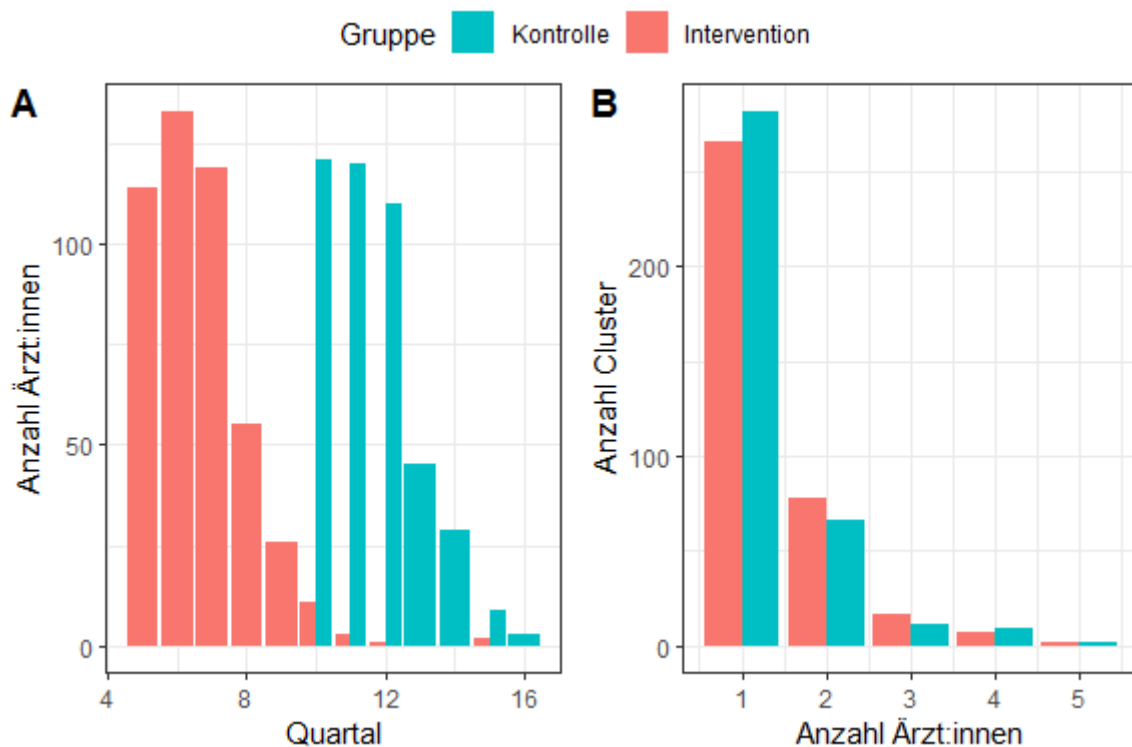 Gruppe Kontrolle Intervention
A
B
Anzahl Ärzt:innen
100
50
0
4 8 12 16
Quartal
Anzahl Cluster
200
100
0
1 2 3 4 5
Anzahl Ärzt:innen